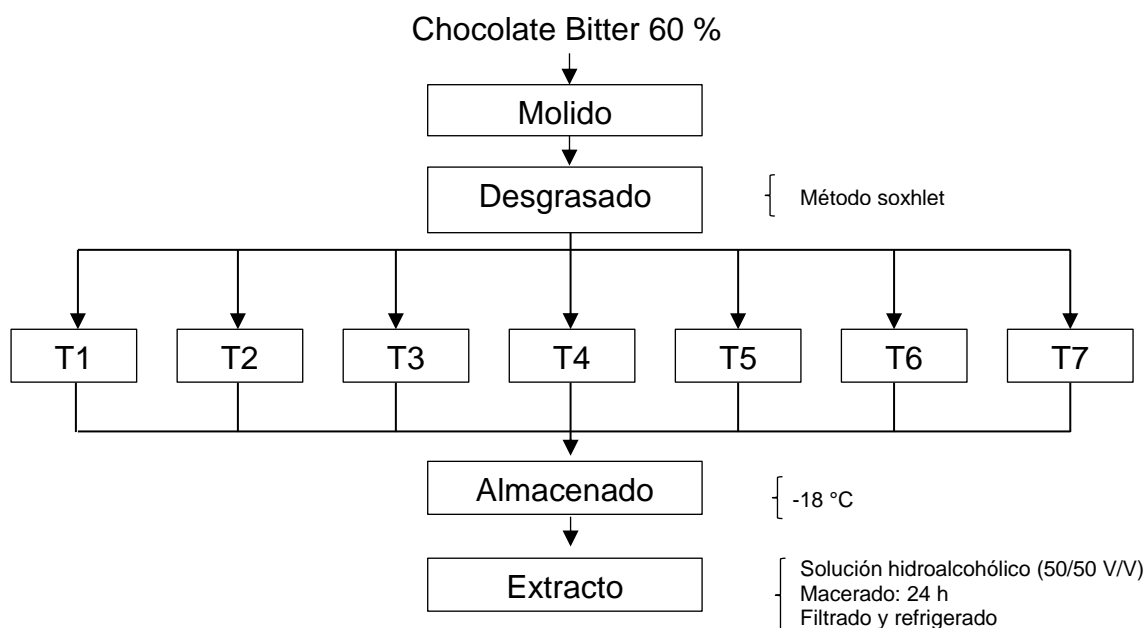 Chocolate Bitter 60 %
Molido
Desgrasado
Método soxhlet
T1
T2
T3
T4
T5
T6
T7
Almacenado
-18 °C
Extracto
Solución hidroalcohólico (50/50 V/V)
Macerado: 24 h
Filtrado y refrigerado